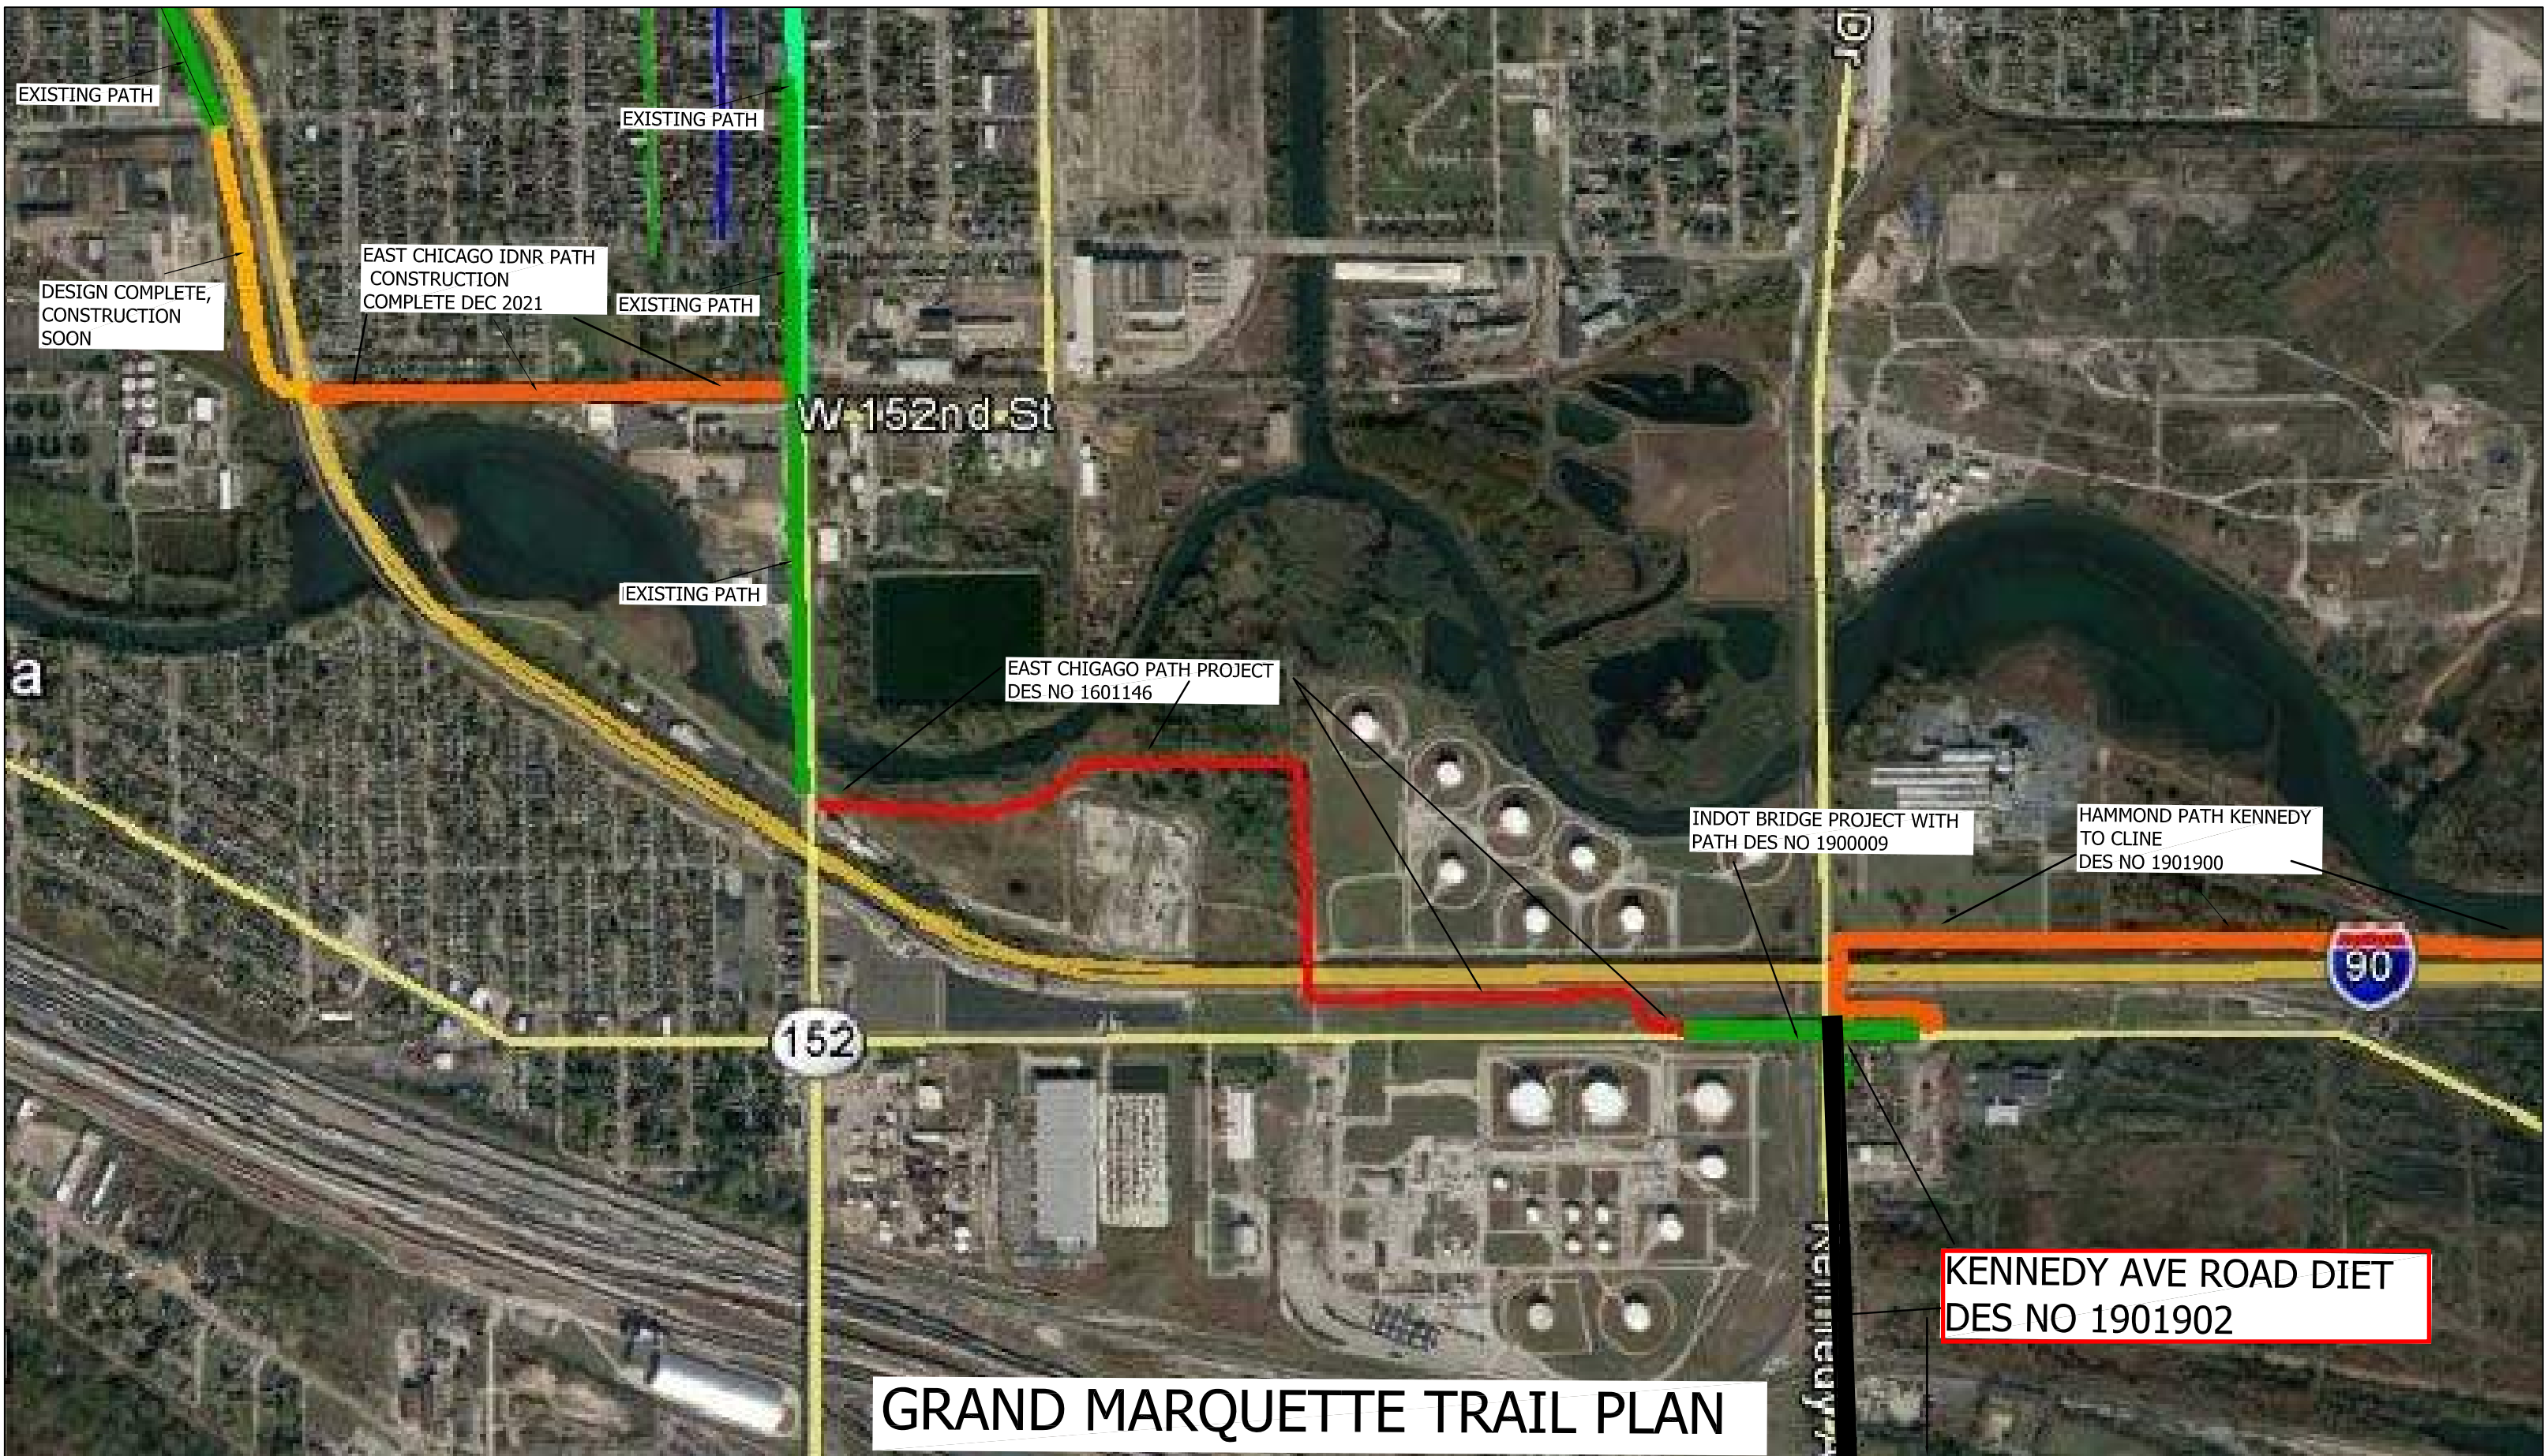 Dr
EXISTING PATH
EXISTING PATH
EAST CHICAGO IDNR PATH
CONSTRUCTION
COMPLETE DEC 2021
DESIGN COMPLETE,
CONSTRUCTION
SOON
EXISTING PATH
W 152nd St
EXISTING PATH
a
EAST CHIGAGO PATH PROJECT
DES NO 1601146
INDOT BRIDGE PROJECT WITH
PATH DES NO 1900009
HAMMOND PATH KENNEDY
TO CLINE
DES NO 1901900
90
152
KENNEDY AVE ROAD DIET
DES NO 1901902
GRAND MARQUETTE TRAIL PLAN